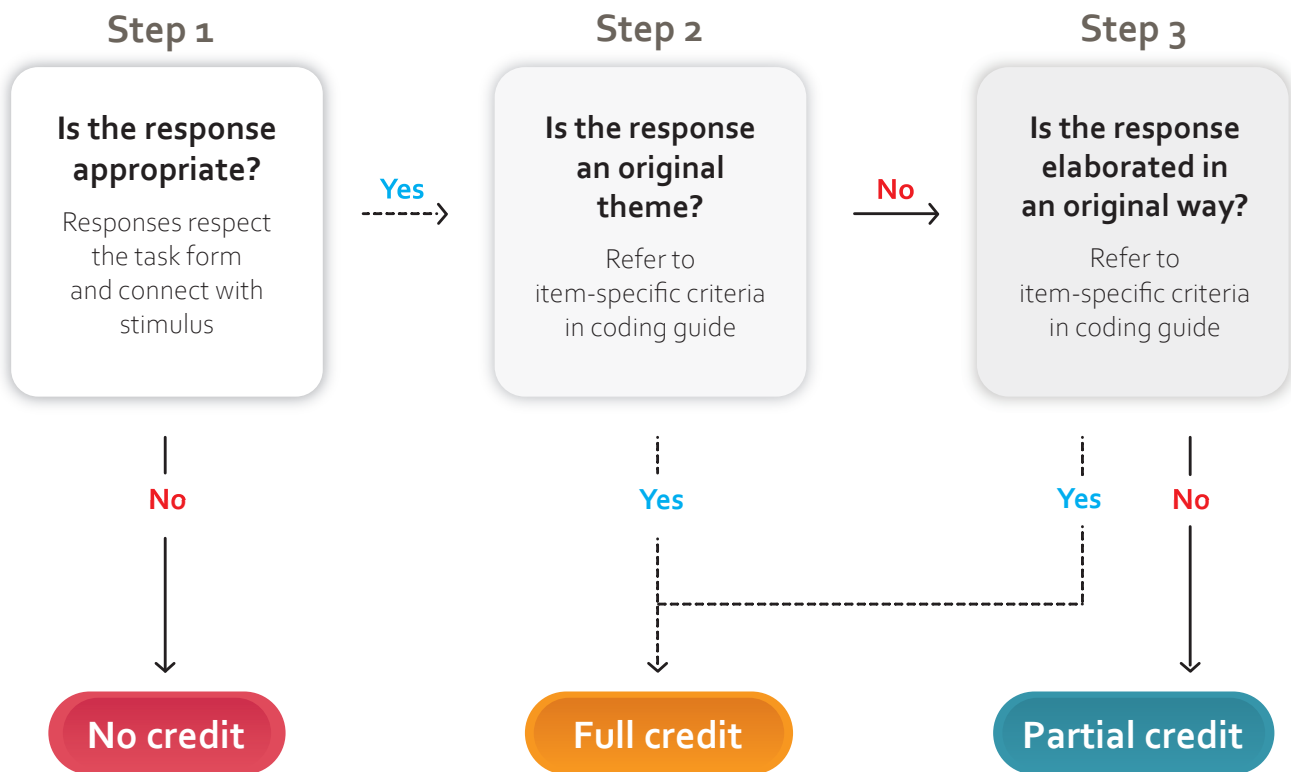 Step 1
Is the response
appropriate?
Responses respect
the task form
and connect with
stimulus
Yes
No
Step 2
Is the response
an original
theme?
Refer to
item-specific criteria
in coding guide
No
Yes
Step 3
Is the response
elaborated in
an original way?
Refer to
item-specific criteria
in coding guide
Yes
No
No credit
Full credit
Partial credit